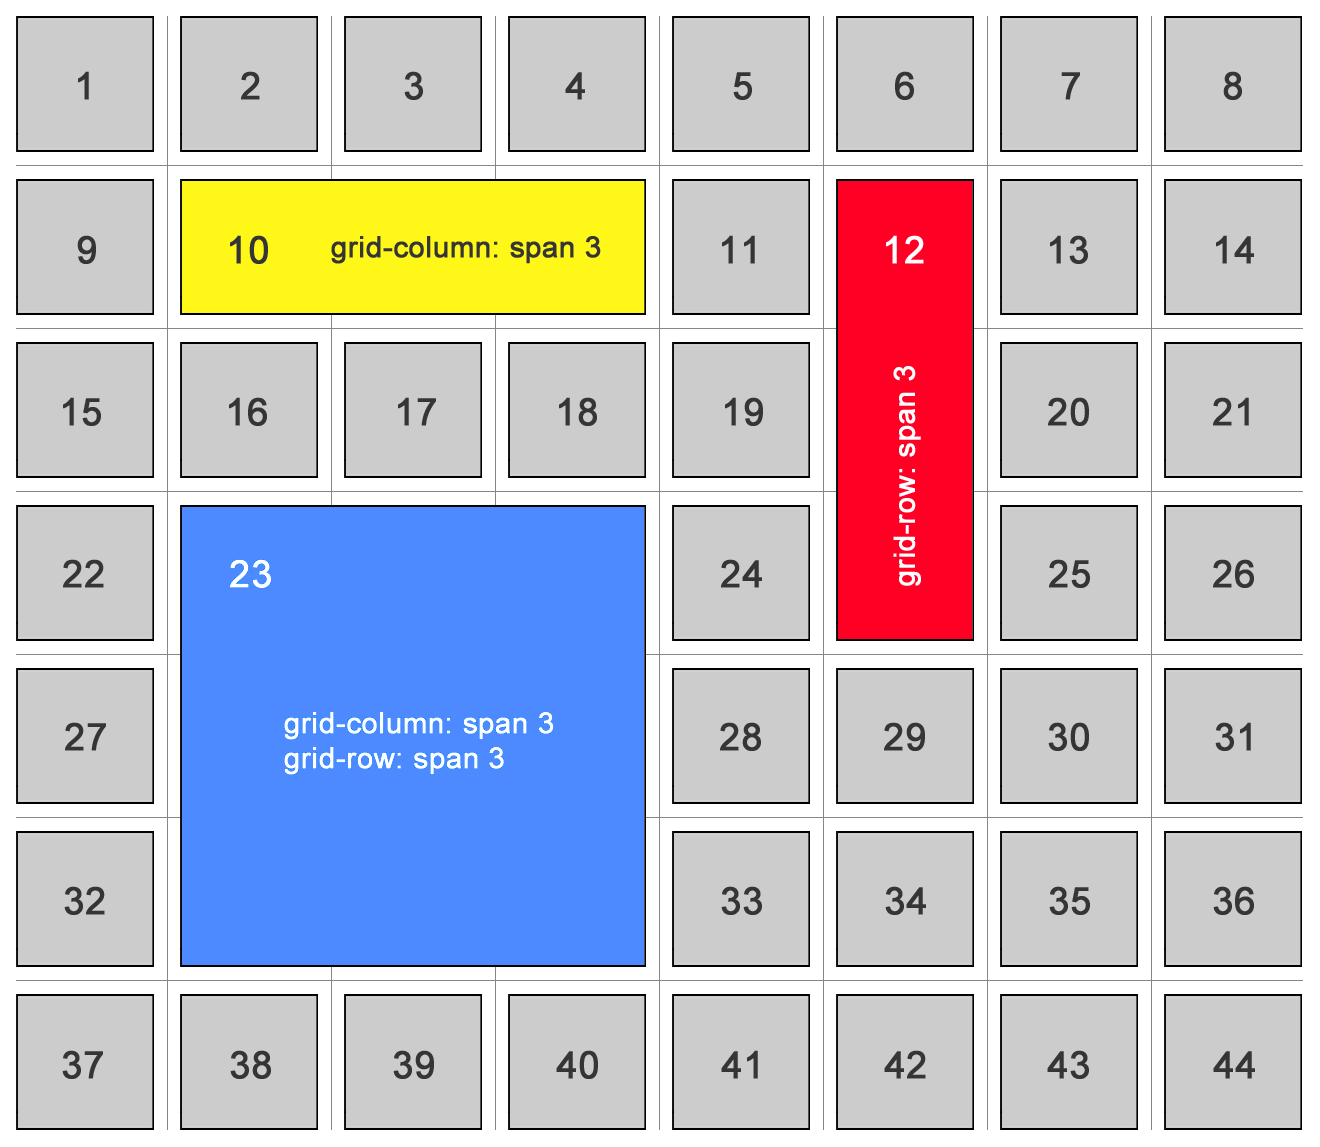 1 2 3 4 5 6 7 8
9 10 grid-column: span 3 11 12 13 14
grid-row: span 3
15 16 17 18 19 20 21
22 23 24 25 26
grid-column: span 3
grid-row: span 3
27 28 29 30 31
32 33 34 35 36
37 38 39 40 41 42 43 44